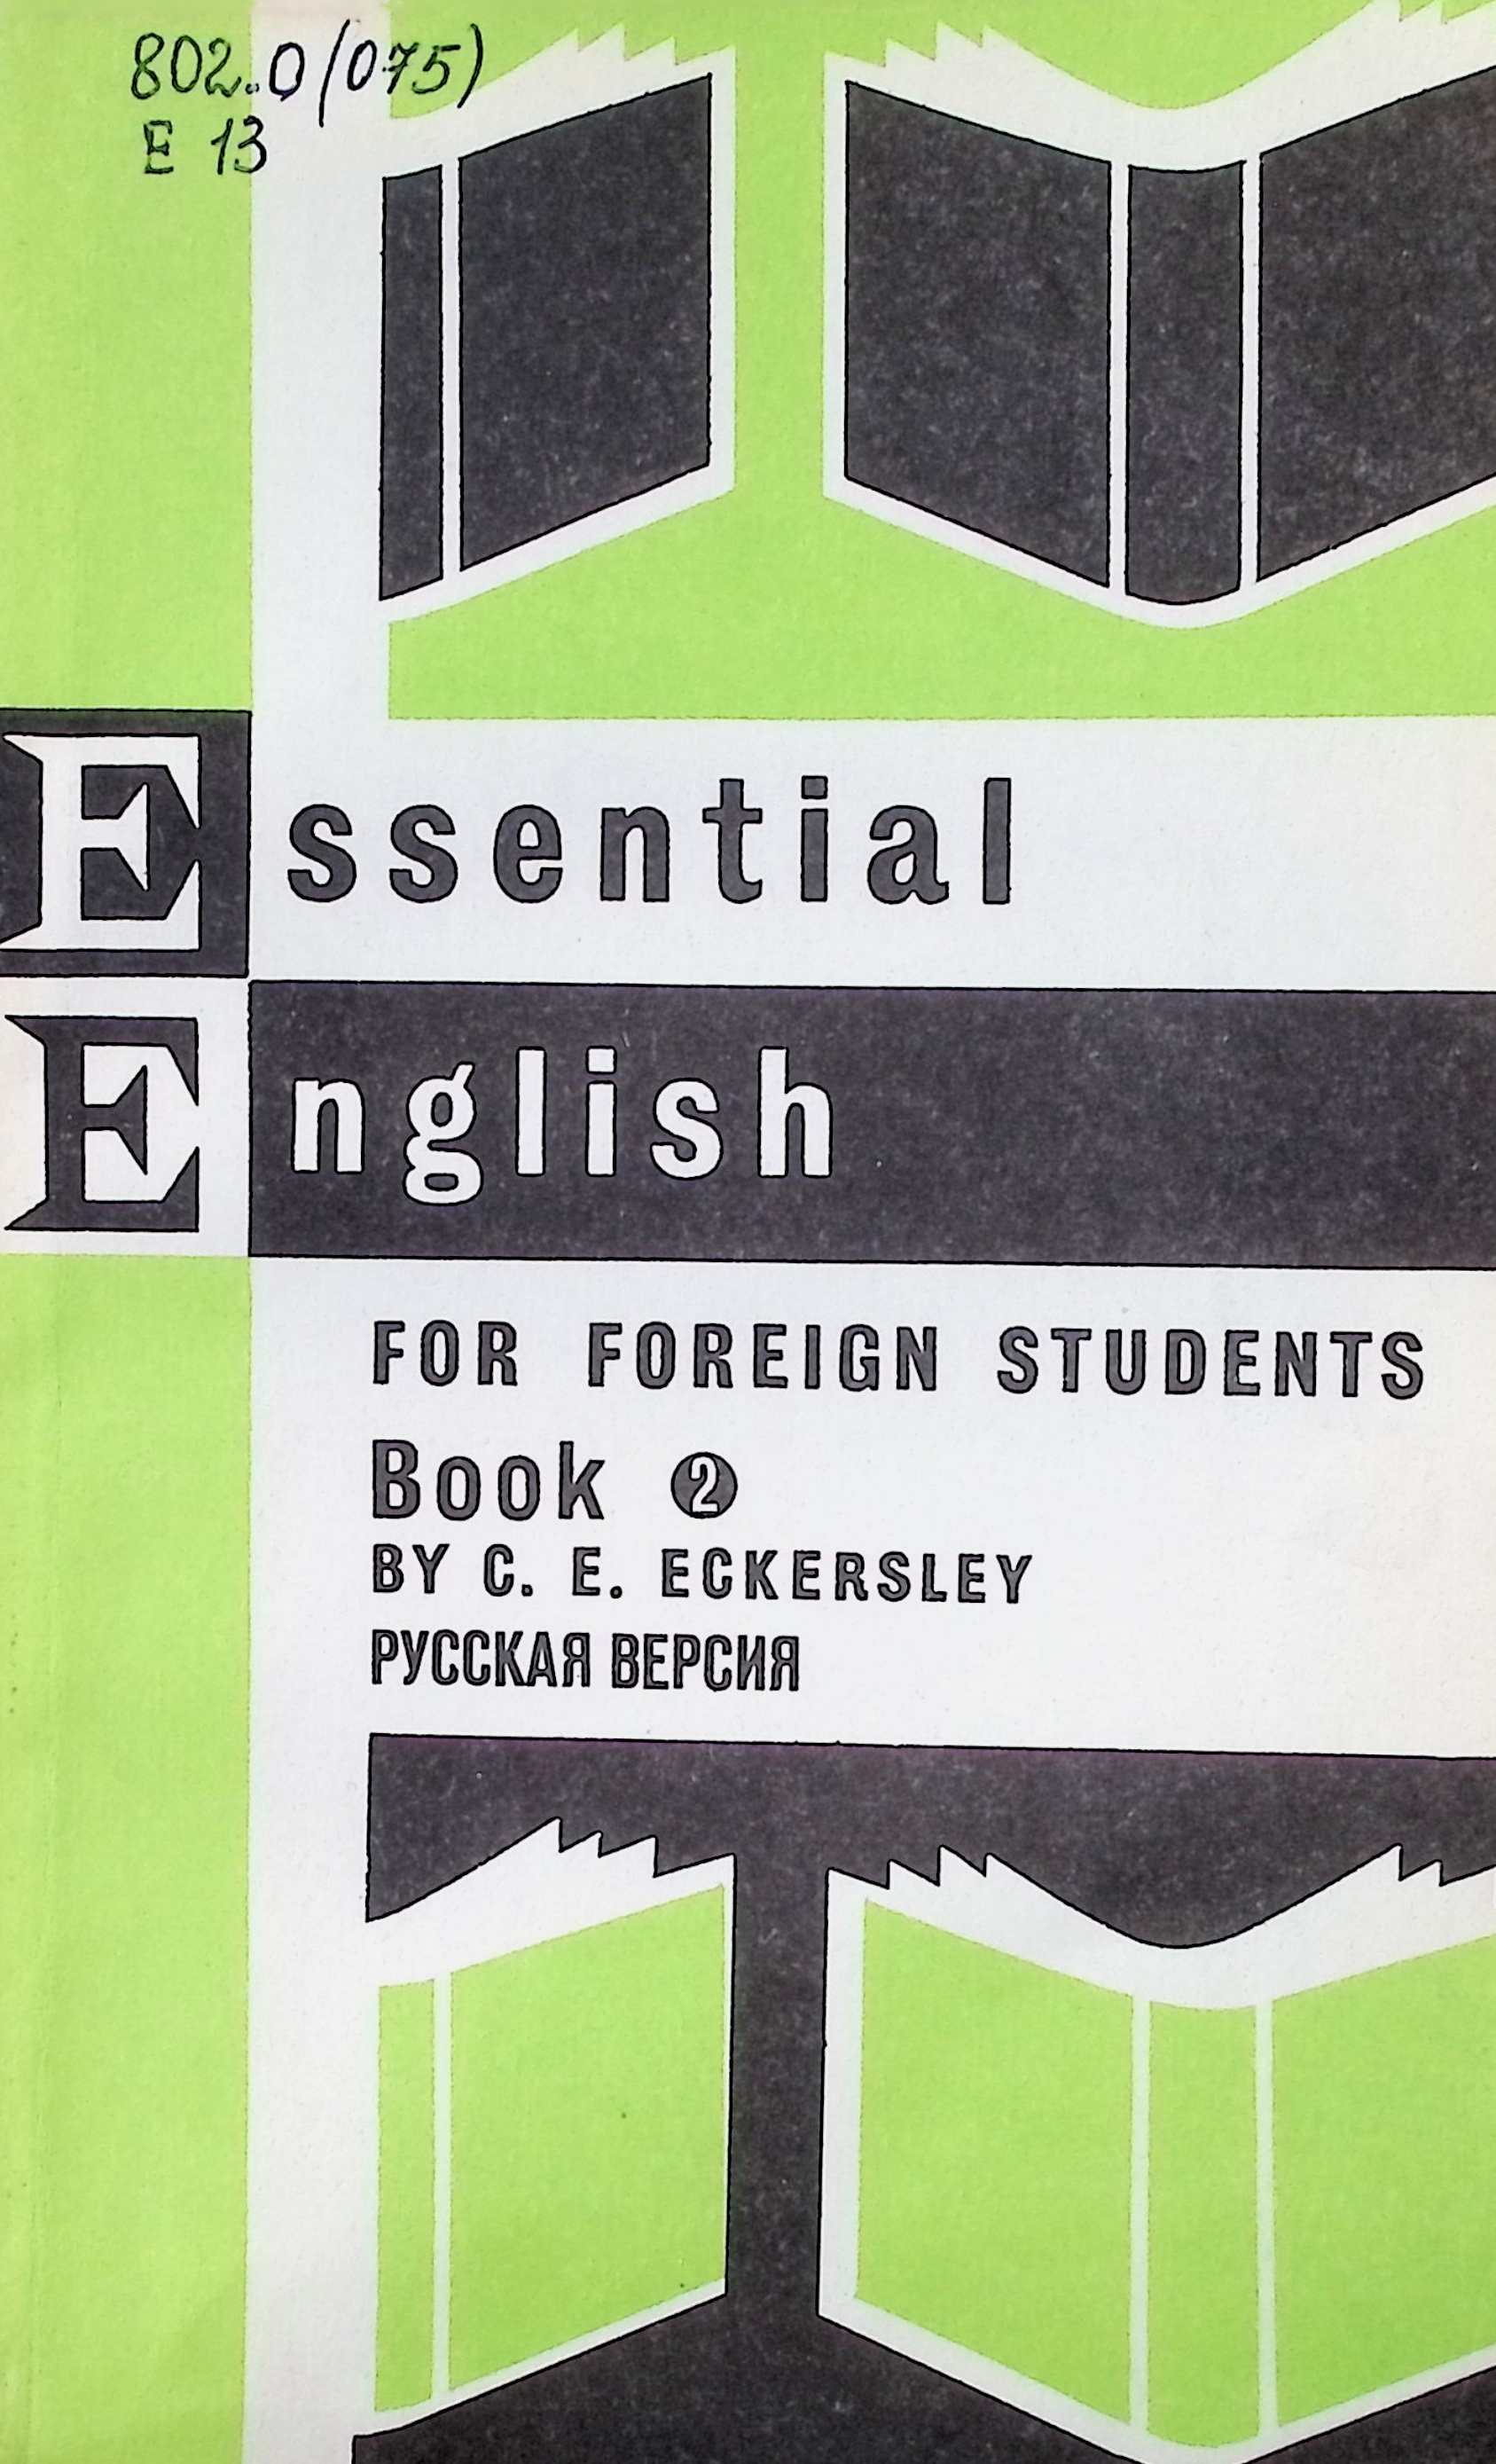 802.0(075)
E 13
Essential
English
FOR FOREIGN STUDENTS
Book 2
BY C. E. ECKERSLEY
РУССКАЯ ВЕРСИЯ